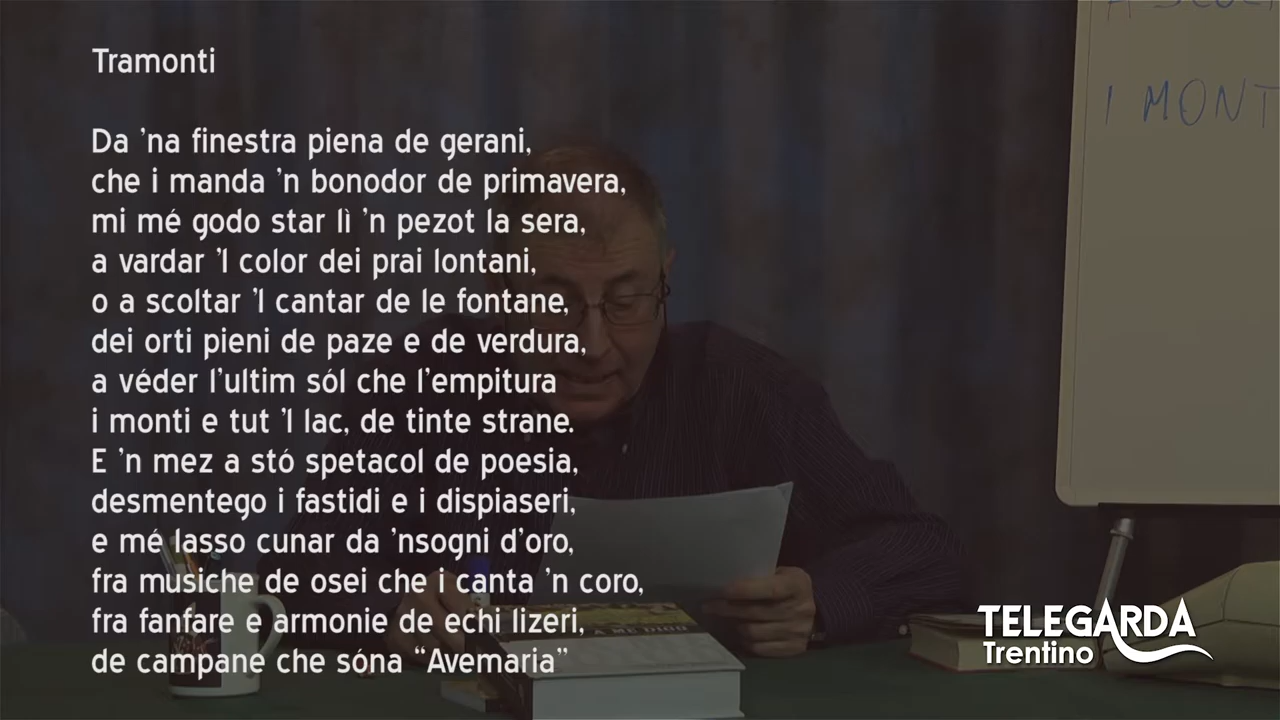 Tramonti
Da 'na finestra piena de gerani,
che i manda 'n bonodor de primavera,
mi mé godo star lì 'n pezot la sera,
a vardar 'l color dei prai lontani,
o a scoltar 'l cantar de le fontane,
dei orti pieni de paze e de verdura,
a véder l'ultim sól che l'empitura
i monti e tut 'l lac, de tinte strane.
E 'n mez a stó spetacol de poesia,
desmentego i fastidi e i dispiaseri,
e mé lasso cunar da 'nsogni d'oro,
fra musiche de osei che i canta 'n coro,
fra fanfare e armonie de echi lizeri,
de campane che sóna “Avemaria”
I MONT
A ME DIGO
TELEGARDA
Trentino